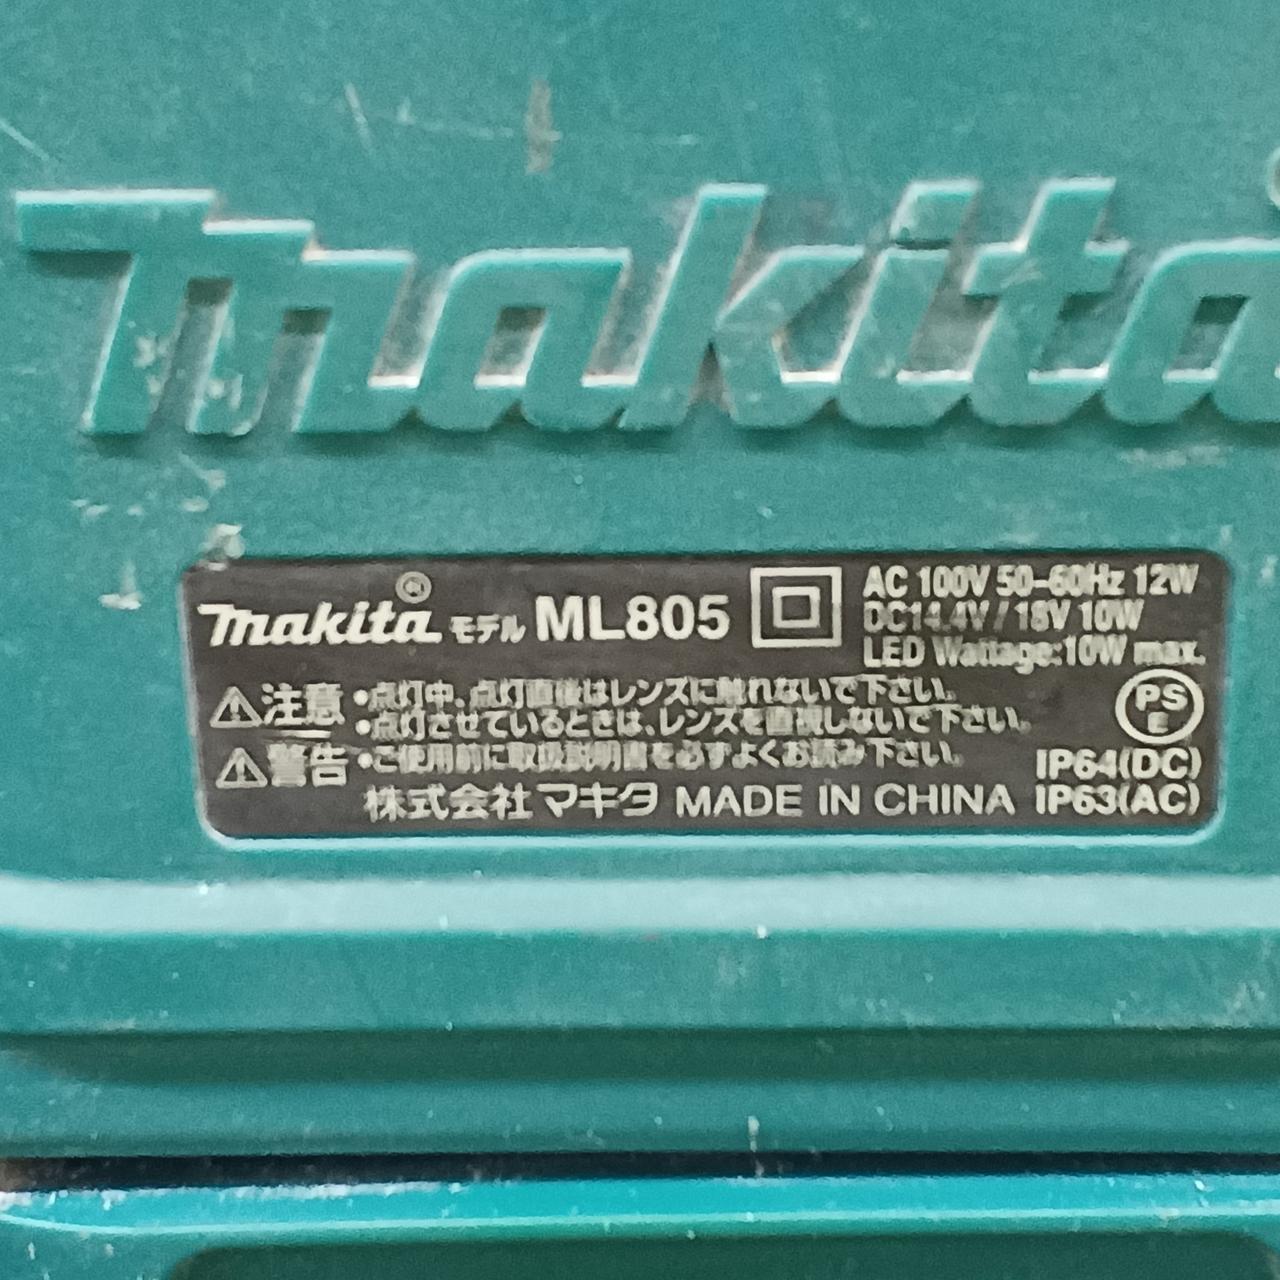 makita
makita® モデル ML805
AC 100V 50-60Hz 12W
DC14.4V / 18V 10W
LED Wattage:10W max.
⚠注意 •点灯中、点灯直後はレンズに触れないで下さい。
•点灯させているときは、レンズを直視しないで下さい。
PS
E
⚠警告 •ご使用前に取扱説明書を必ずよくお読み下さい。
IP64(DC)
株式会社マキタ MADE IN CHINA IP63(AC)